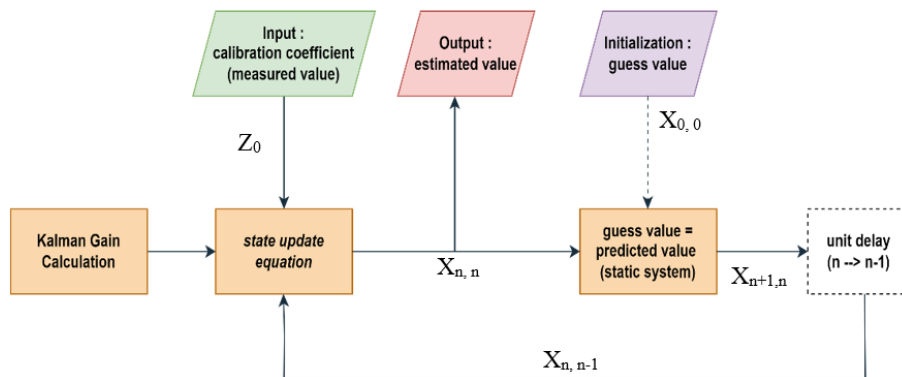 Input :
calibration coefficient
(measured value)
Output :
estimated value
Initialization :
guess value
Z0
X0, 0
Kalman Gain
Calculation
state update
equation
Xn, n
guess value =
predicted value
(static system)
Xn+1,n
unit delay
(n --> n-1)
Xn, n-1